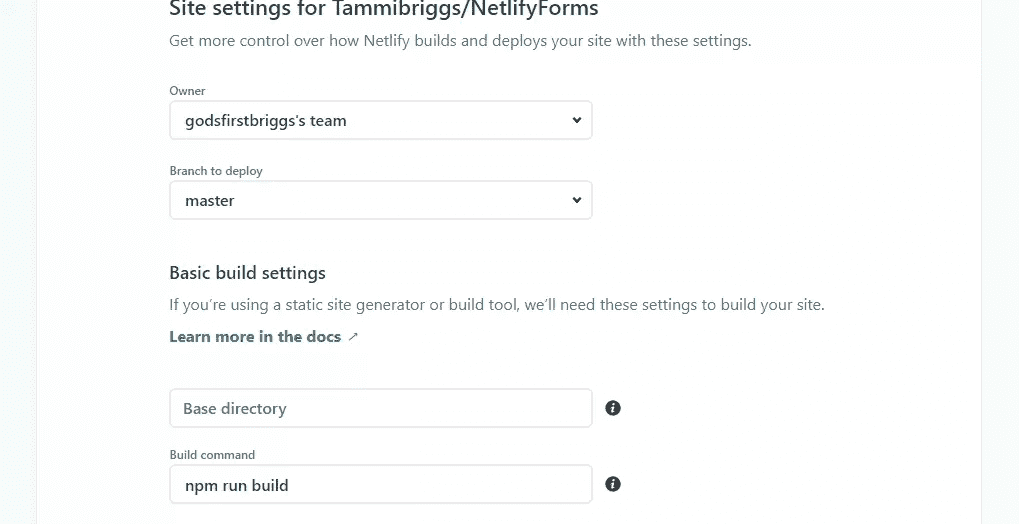 Site settings for Tammibriggs/NetlifyForms
Get more control over how Netlify builds and deploys your site with these settings.
Owner
godsfirstbriggs's team
Branch to deploy
master
Basic build settings
If you're using a static site generator or build tool, we'll need these settings to build your site.
Learn more in the docs ↗
Base directory
Build command
npm run build